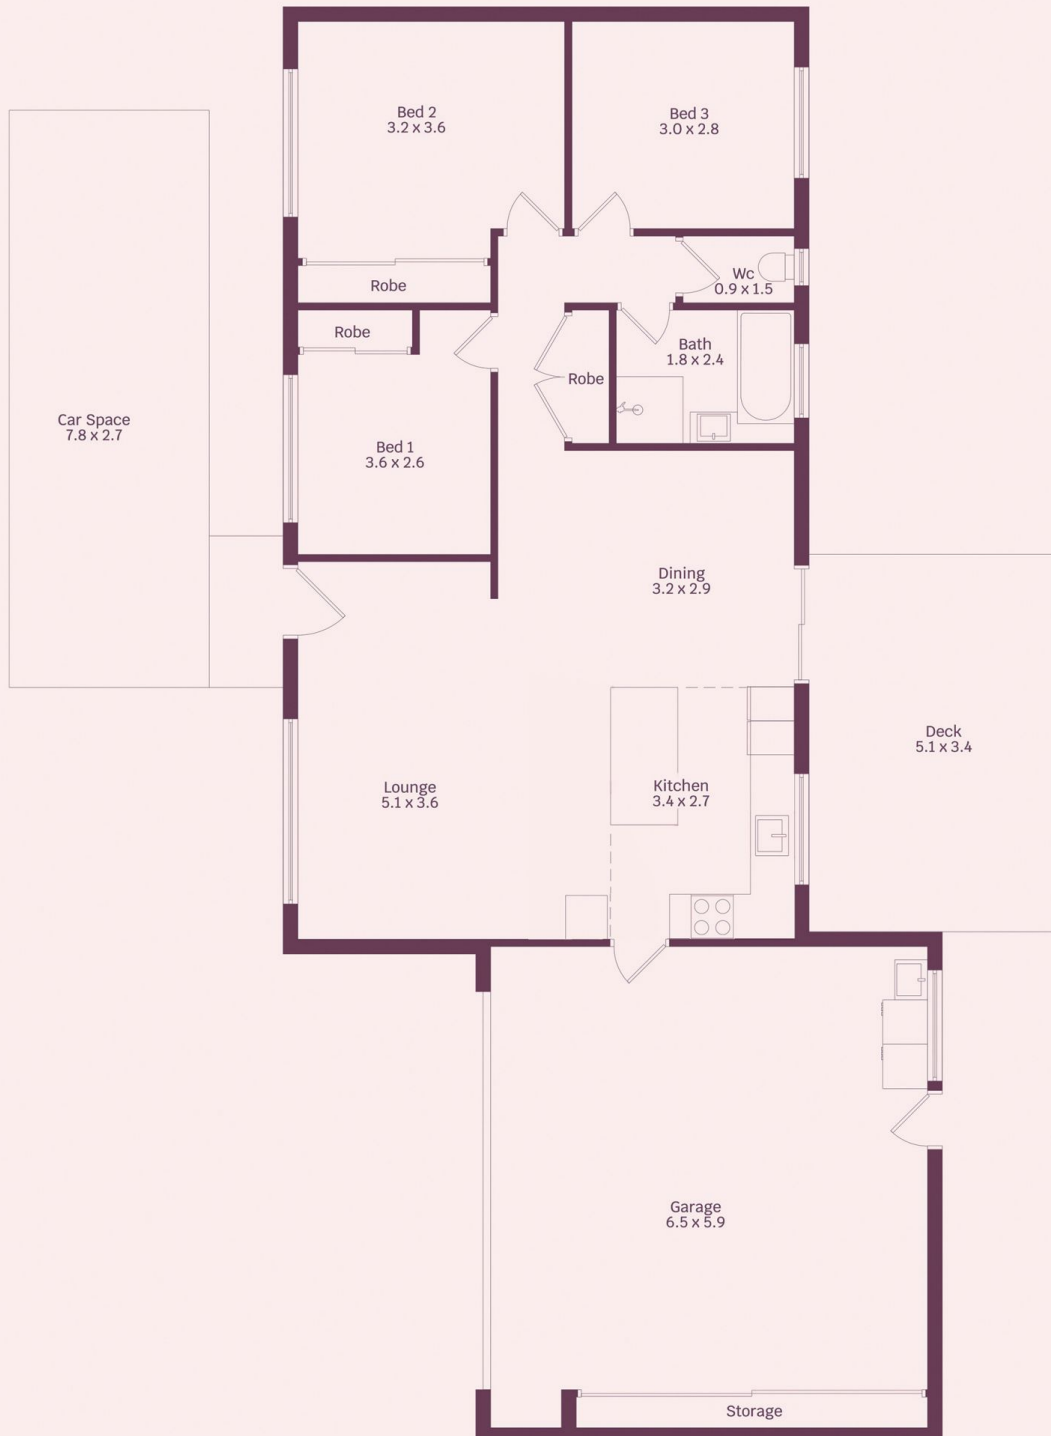 Bed 2
3.2 x 3.6
Bed 3
3.0 x 2.8
Robe
Wc
0.9 x 1.5
Robe
Bath
1.8 x 2.4
Robe
Car Space
7.8 x 2.7
Bed 1
3.6 x 2.6
Dining
3.2 x 2.9
Deck
5.1 x 3.4
Lounge
5.1 x 3.6
Kitchen
3.4 x 2.7
Garage
6.5 x 5.9
Storage